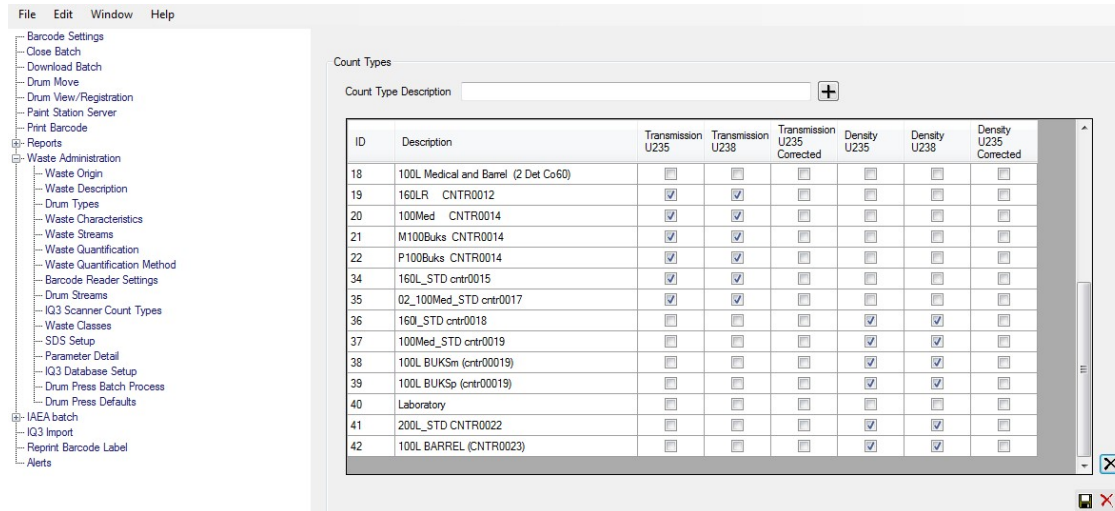 File Edit Window Help
Barcode Settings
Close Batch
Download Batch
Drum Move
Drum View/Registration
Paint Station Server
Print Barcode
Reports
Waste Administration
Waste Origin
Waste Description
Drum Types
Waste Characteristics
Waste Streams
Waste Quantification
Waste Quantification Method
Barcode Reader Settings
Drum Streams
IQ3 Scanner Count Types
Waste Classes
SDS Setup
Parameter Detail
IQ3 Database Setup
Drum Press Batch Process
Drum Press Defaults
IAEA batch
IQ3 Import
Reprint Barcode Label
Alerts
Count Types
Count Type Description
ID Description Transmission U235 Transmission U238 Transmission U235 Corrected Density U235 Density U238 Density U235 Corrected
18 100L Medical and Barrel (2 Det Co60)
19 160LR CNTR0012
20 100Med CNTR0014
21 M100Buks CNTR0014
22 P100Buks CNTR0014
34 160L_STD cntr0015
35 02_100Med_STD cntr0017
36 160l_STD cntr0018
37 100Med_STD cntr0019
38 100L BUKSm (cntr00019)
39 100L BUKSp (cntr00019)
40 Laboratory
41 200L_STD CNTR0022
42 100L BARREL (CNTR0023)